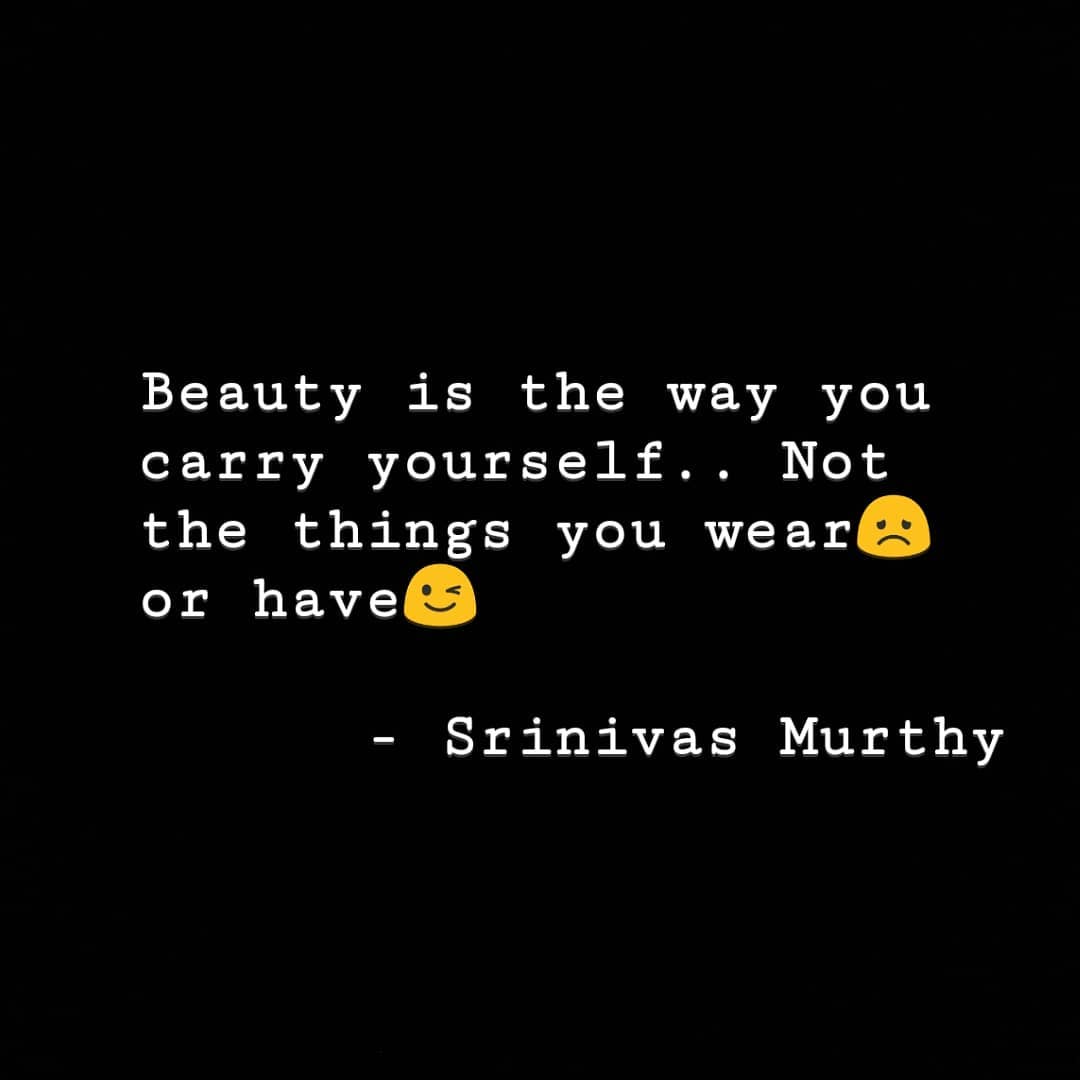 Beauty is the way you
carry yourself.. Not
the things you wear☹️
or have😉
- Srinivas Murthy